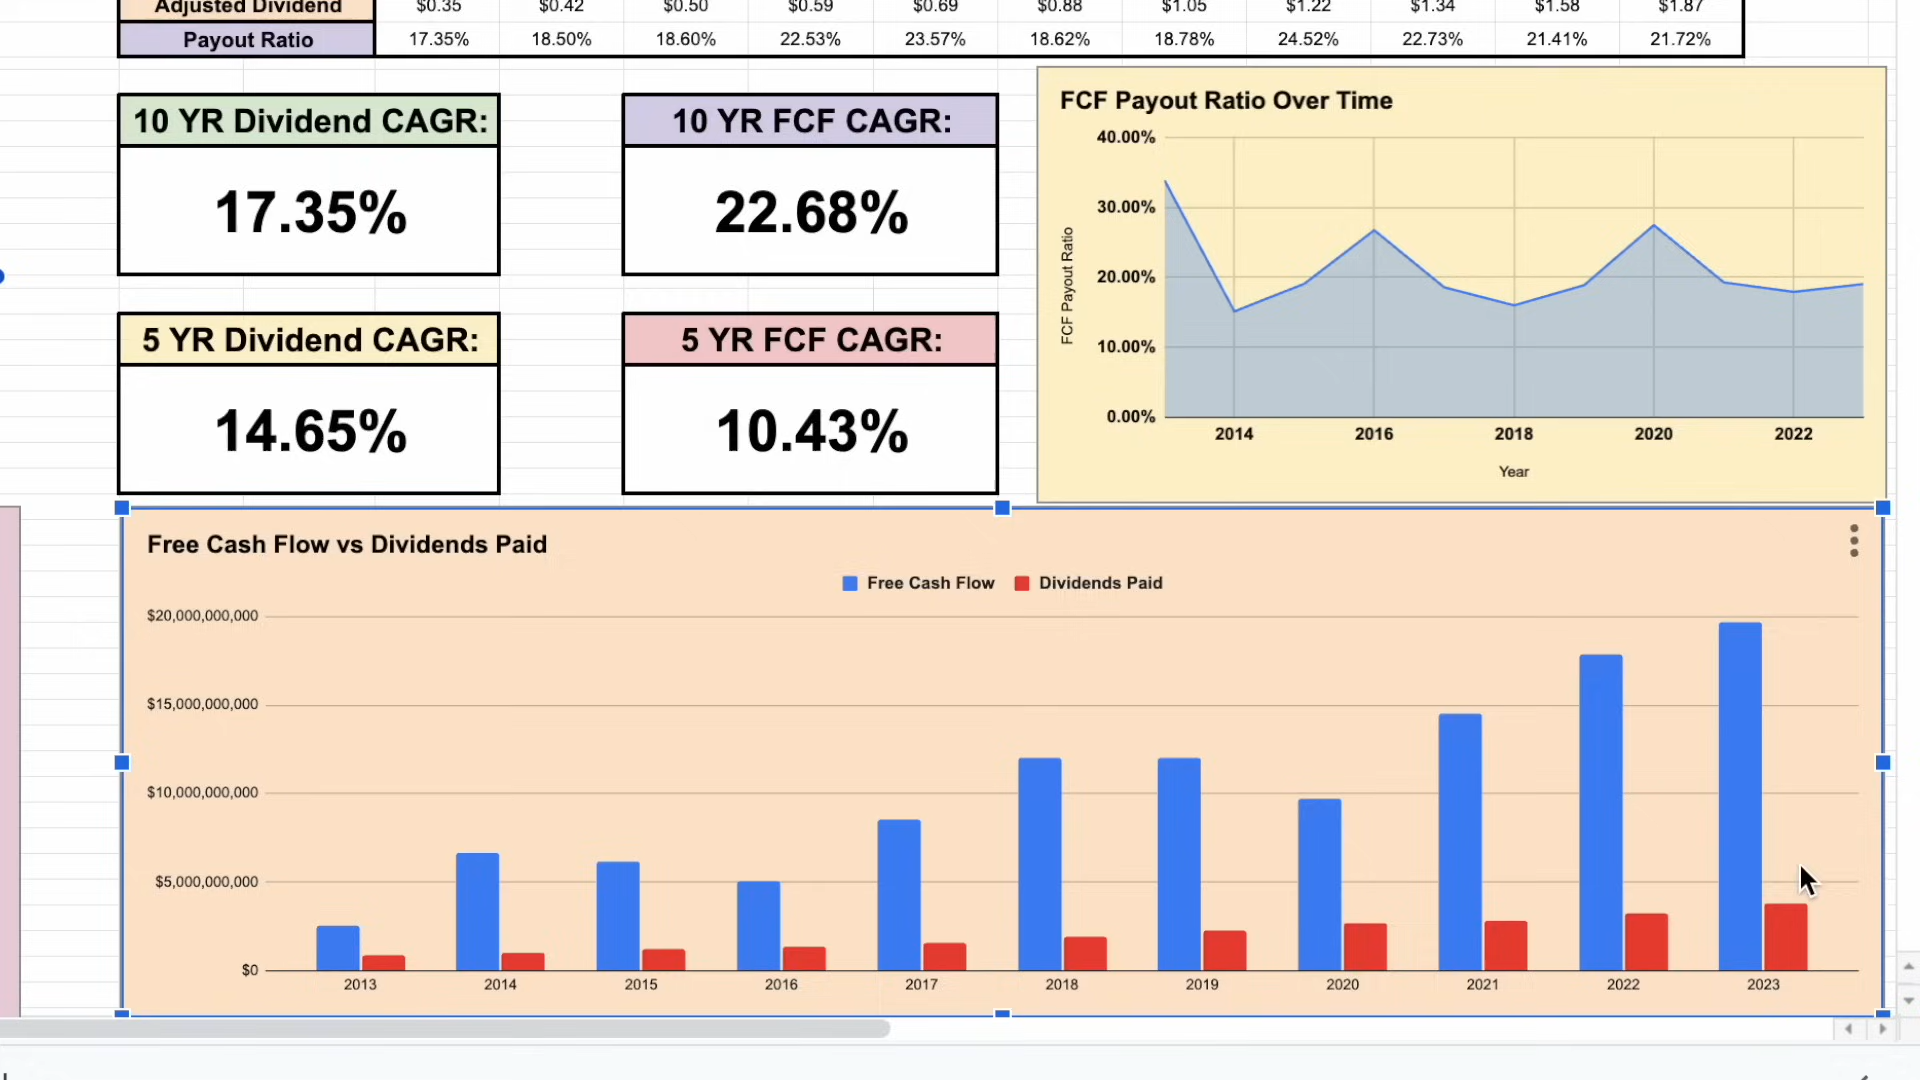 Adjusted Dividend $0.35 $0.42 $0.50 $0.59 $0.69 $0.88 $1.05 $1.22 $1.34 $1.58 $1.87
Payout Ratio 17.35% 18.50% 18.60% 22.53% 23.57% 18.62% 18.78% 24.52% 22.73% 21.41% 21.72%
10 YR Dividend CAGR:
17.35%
10 YR FCF CAGR:
22.68%
5 YR Dividend CAGR:
14.65%
5 YR FCF CAGR:
10.43%
FCF Payout Ratio Over Time
FCF Payout Ratio
40.00%
30.00%
20.00%
10.00%
0.00%
2014 2016 2018 2020 2022
Year
Free Cash Flow vs Dividends Paid
Free Cash Flow Dividends Paid
$20,000,000,000
$15,000,000,000
$10,000,000,000
$5,000,000,000
$0
2013 2014 2015 2016 2017 2018 2019 2020 2021 2022 2023